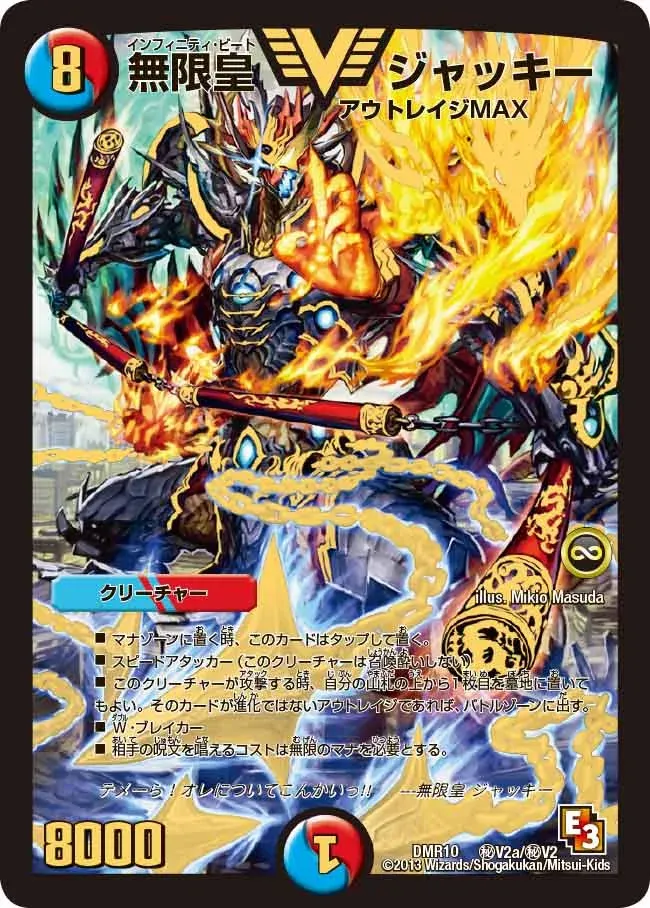 8
インフィニティ・ビート
無限皇 V ジャッキー
アウトレイジMAX
∞
クリーチャー
illus. Mikio Masuda
■ マナゾーンに置く時、このカードはタップして置く。
■ スピードアタッカー(このクリーチャーは召喚酔いしない)
■ このクリーチャーが攻撃する時、自分の山札の上から1枚目を墓地に置いて
もよい。そのカードが進化ではないアウトレイジであれば、バトルゾーンに出す。
■ W・ブレイカー
■ 相手の呪文を唱えるコストは無限のマナを必要とする。
テメーら!オレについてこんかいっ!! ---無限皇 ジャッキー
8000
1
E3
DMR10 ㊙V2a/㊙V2
©2013 Wizards/Shogakukan/Mitsui-Kids